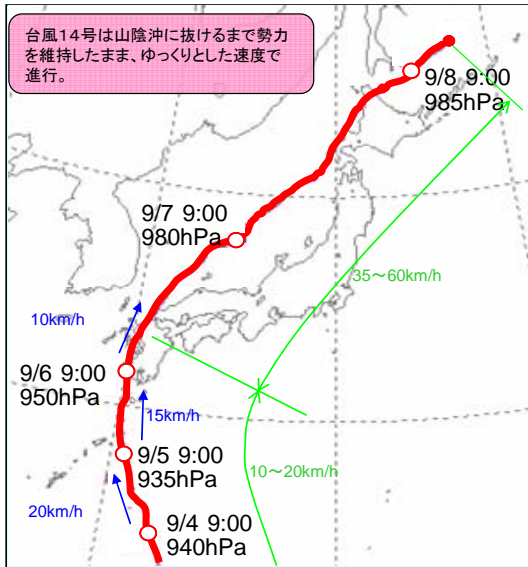 台風14号は山陰沖に抜けるまで勢力
を維持したまま、ゆっくりとした速度で
進行。
9/8 9:00
985hPa
9/7 9:00
980hPa
35～60km/h
10km/h
9/6 9:00
950hPa
15km/h
9/5 9:00
935hPa
10～20km/h
20km/h
9/4 9:00
940hPa